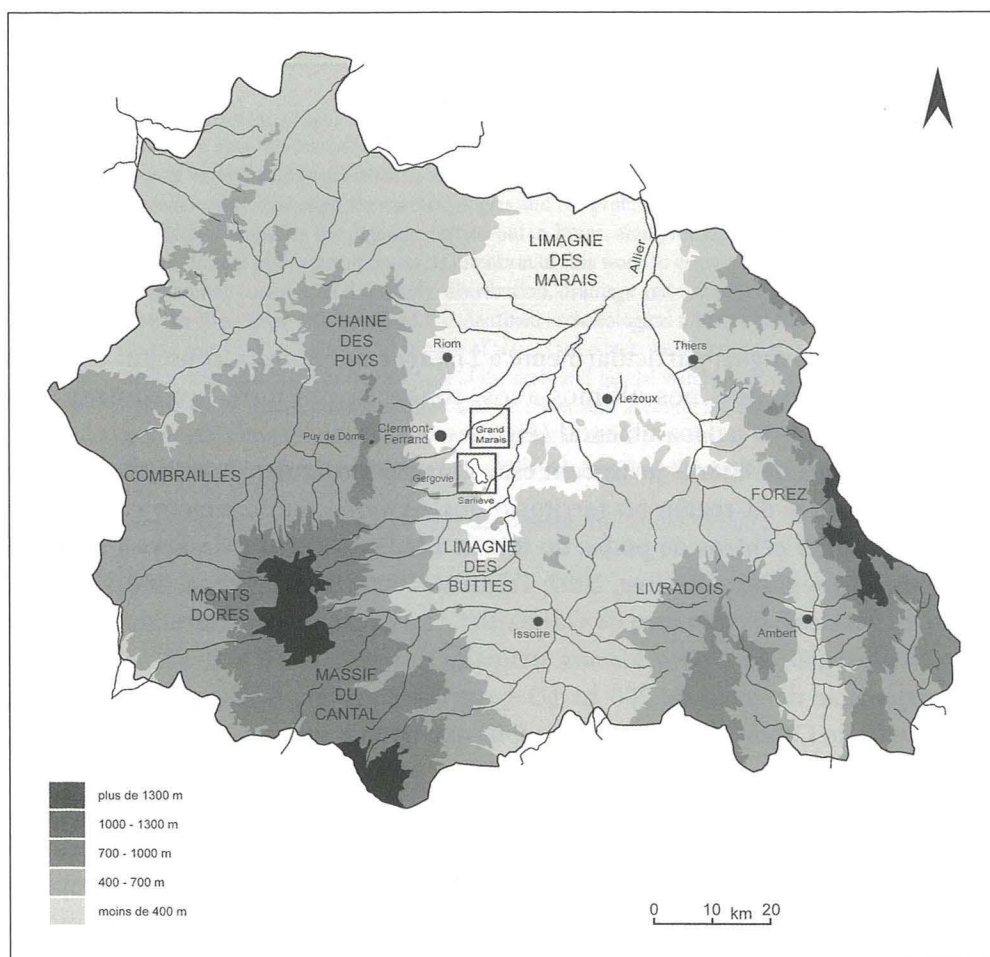 LIMAGNE
DES
MARAIS
Allier
CHAINE
DES
PUYS
Riom
Thiers
Lezoux
Clermont-
Ferrand
Grand
Marais
Puy de Dôme
COMBRAILLES
Gergovie
Sarliève
FOREZ
LIMAGNE
DES
BUTTES
MONTS
DORES
LIVRADOIS
Issoire
Ambert
MASSIF
DU
CANTAL
plus de 1300 m
1000 - 1300 m
700 - 1000 m
400 - 700 m
moins de 400 m
0 10 km 20